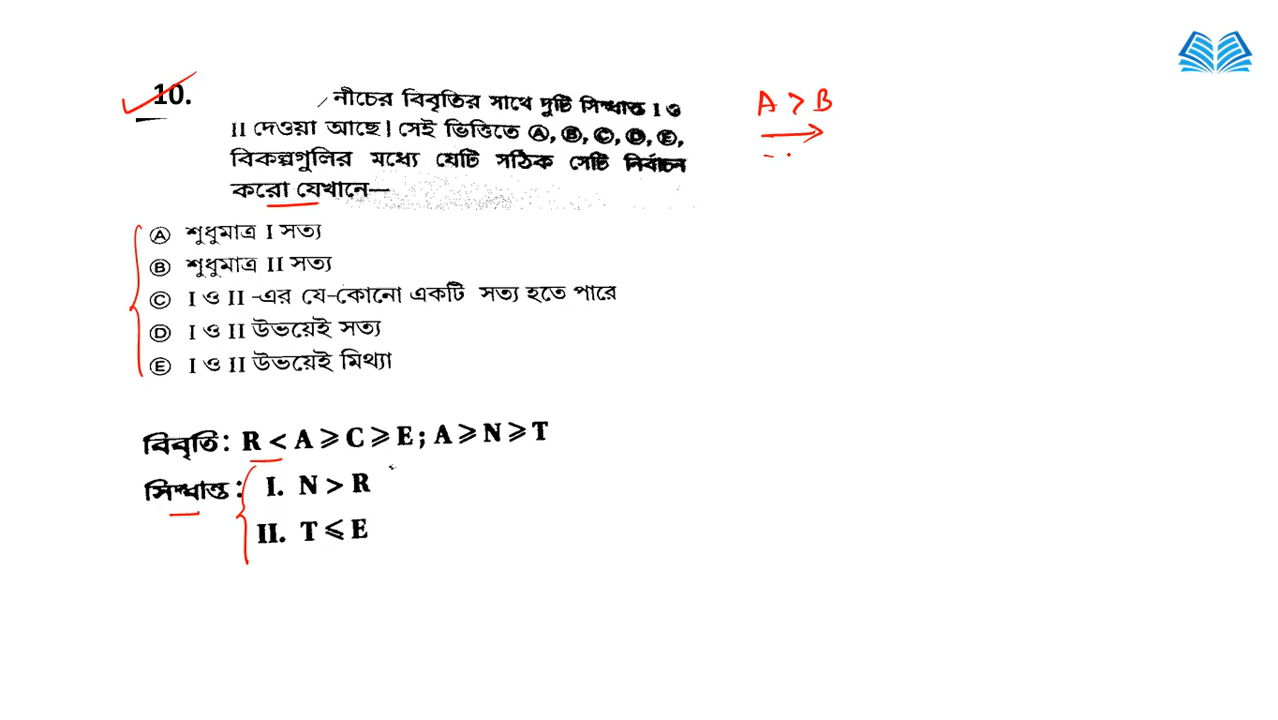 10.
নীচের বিবৃতির সাথে দুটি সিদ্ধান্ত I ও
II দেওয়া আছে। সেই ভিত্তিতে Ⓐ, Ⓑ, Ⓒ, Ⓓ, Ⓔ,
বিকল্পগুলির মধ্যে যেটি সঠিক সেটি নির্বাচন
করো যেখানে—
A > B
Ⓐ শুধুমাত্র I সত্য
Ⓑ শুধুমাত্র II সত্য
Ⓒ I ও II -এর যে-কোনো একটি সত্য হতে পারে
Ⓓ I ও II উভয়েই সত্য
Ⓔ I ও II উভয়েই মিথ্যা
বিবৃতি: R < A ⩾ C ⩾ E ; A ⩾ N ⩾ T
সিদ্ধান্ত: I. N > R
II. T ⩽ E